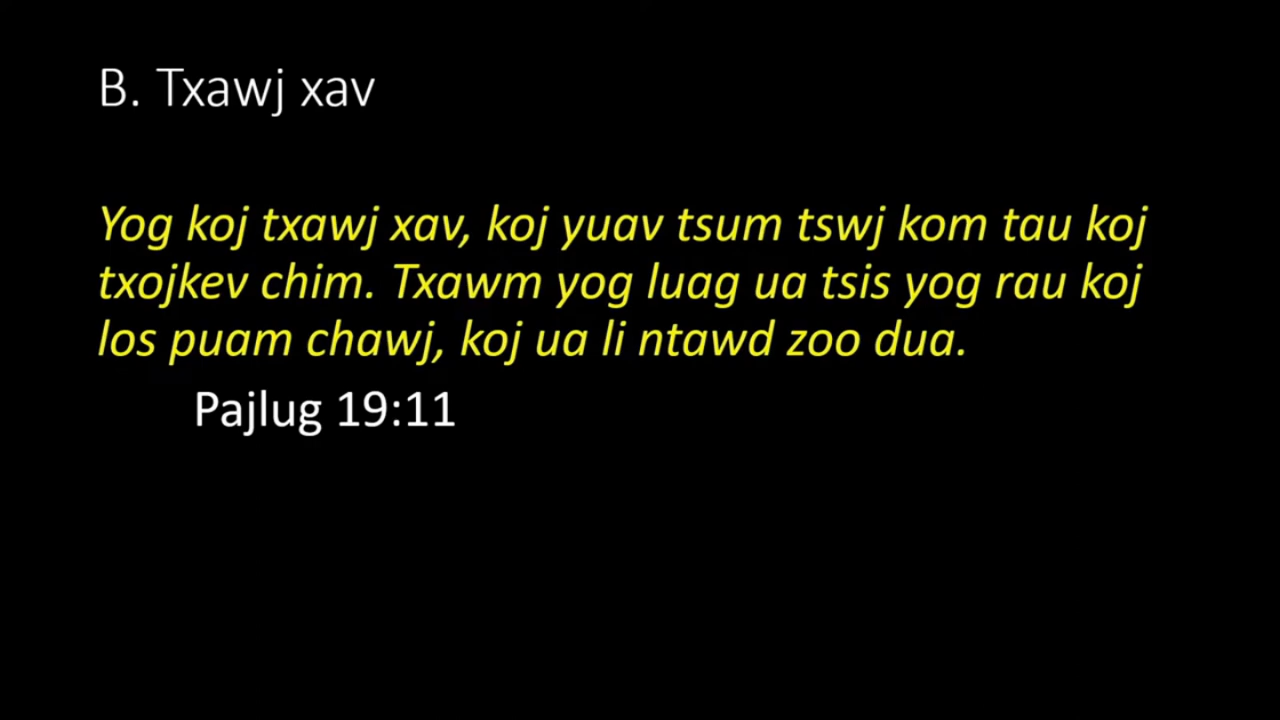 B. Txawj xav
Yog koj txawj xav, koj yuav tsum tswj kom tau koj
txojkev chim. Txawm yog luag ua tsis yog rau koj
los puam chawj, koj ua li ntawd zoo dua.
Pajlug 19:11